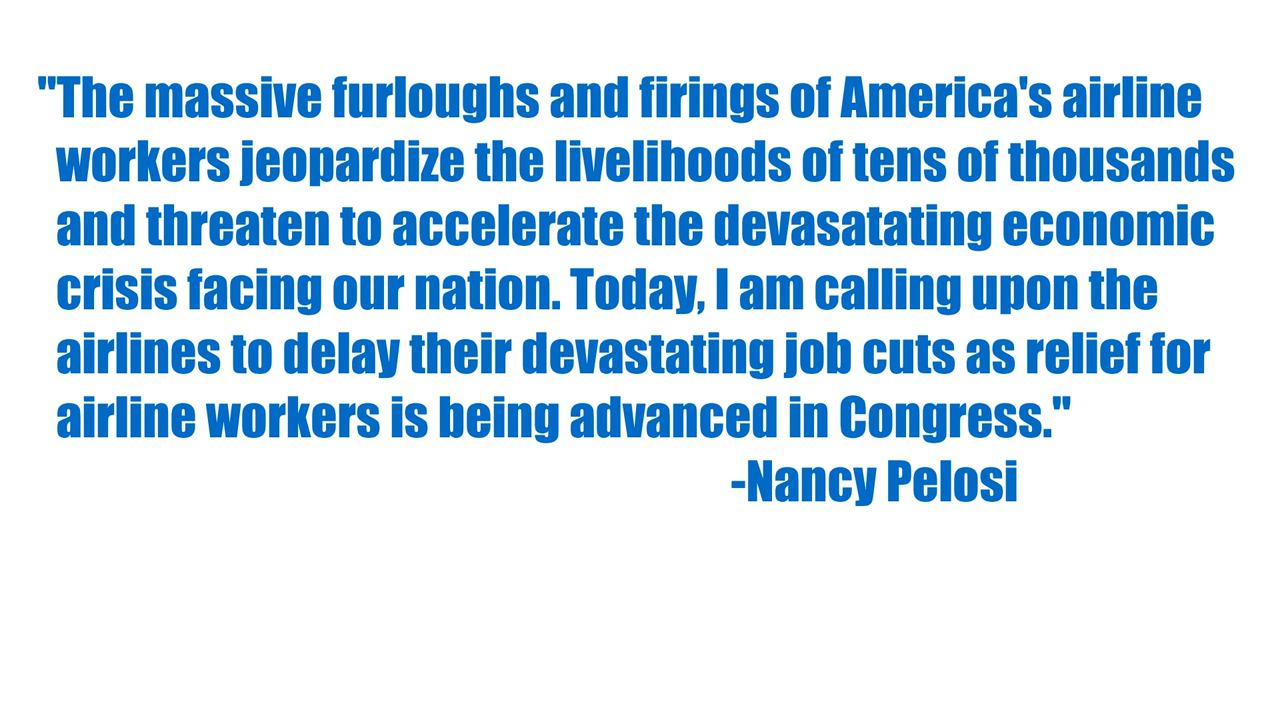 "The massive furloughs and firings of America's airline
workers jeopardize the livelihoods of tens of thousands
and threaten to accelerate the devasatating economic
crisis facing our nation. Today, I am calling upon the
airlines to delay their devastating job cuts as relief for
airline workers is being advanced in Congress."
-Nancy Pelosi